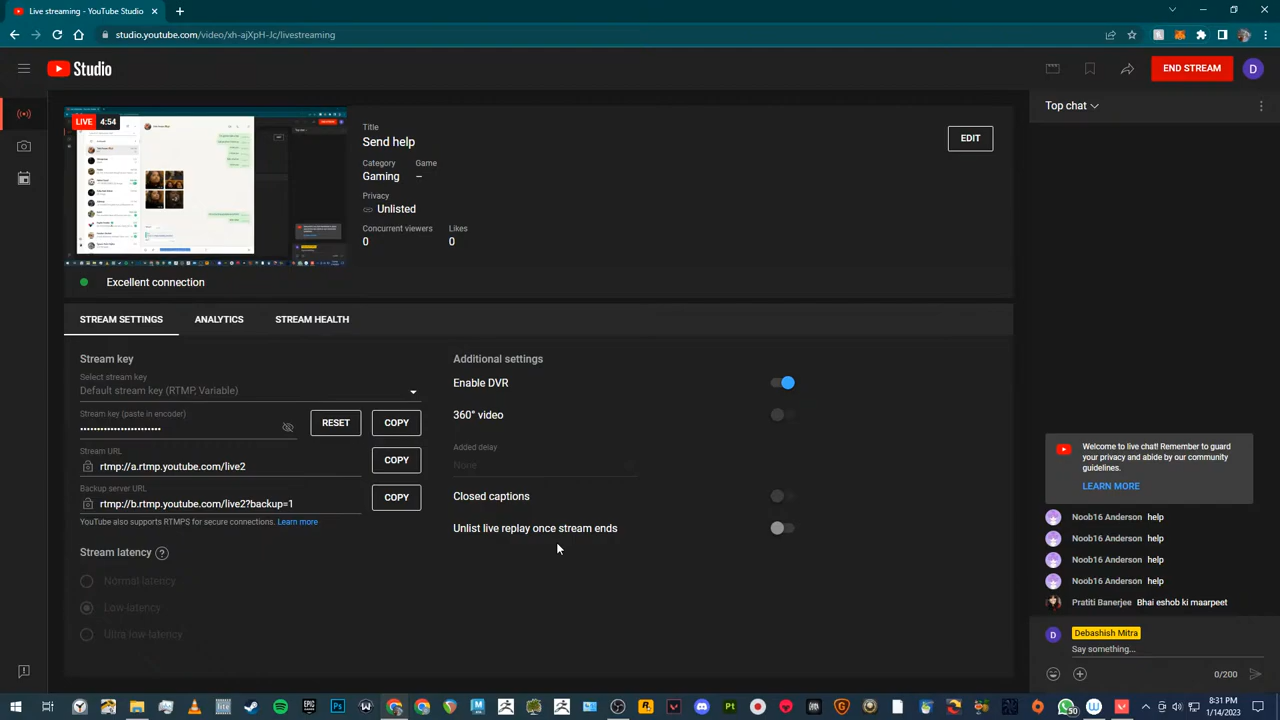 Live streaming - YouTube Studio
studio.youtube.com/video/xh-ajXpH-Jc/livestreaming
Studio
END STREAM
D
LIVE 4:54
Title
Send help
Category Game
Gaming –
Privacy
Unlisted
Concurrent viewers Likes
0
EDIT
Excellent connection
STREAM SETTINGS ANALYTICS STREAM HEALTH
Stream key
Select stream key
Default stream key (RTMP, Variable)
Stream key (paste in encoder)
RESET COPY
Stream URL
rtmp://a.rtmp.youtube.com/live2 COPY
Backup server URL
rtmp://b.rtmp.youtube.com/live2?backup=1 COPY
YouTube also supports RTMPS for secure connections. Learn more
Stream latency
Normal latency
Low-latency
Ultra low-latency
Additional settings
Enable DVR
360° video
Added delay
None
Closed captions
Unlist live replay once stream ends
Top chat
Welcome to live chat! Remember to guard
your privacy and abide by our community
guidelines.
LEARN MORE
Noob16 Anderson help
Noob16 Anderson help
Noob16 Anderson help
Noob16 Anderson help
Pratiti Banerjee Bhai eshob ki maarpeet
D Debashish Mitra
Say something...
0/200
EPIC
Ps
R
Pt
50
8:31 PM
1/14/2023